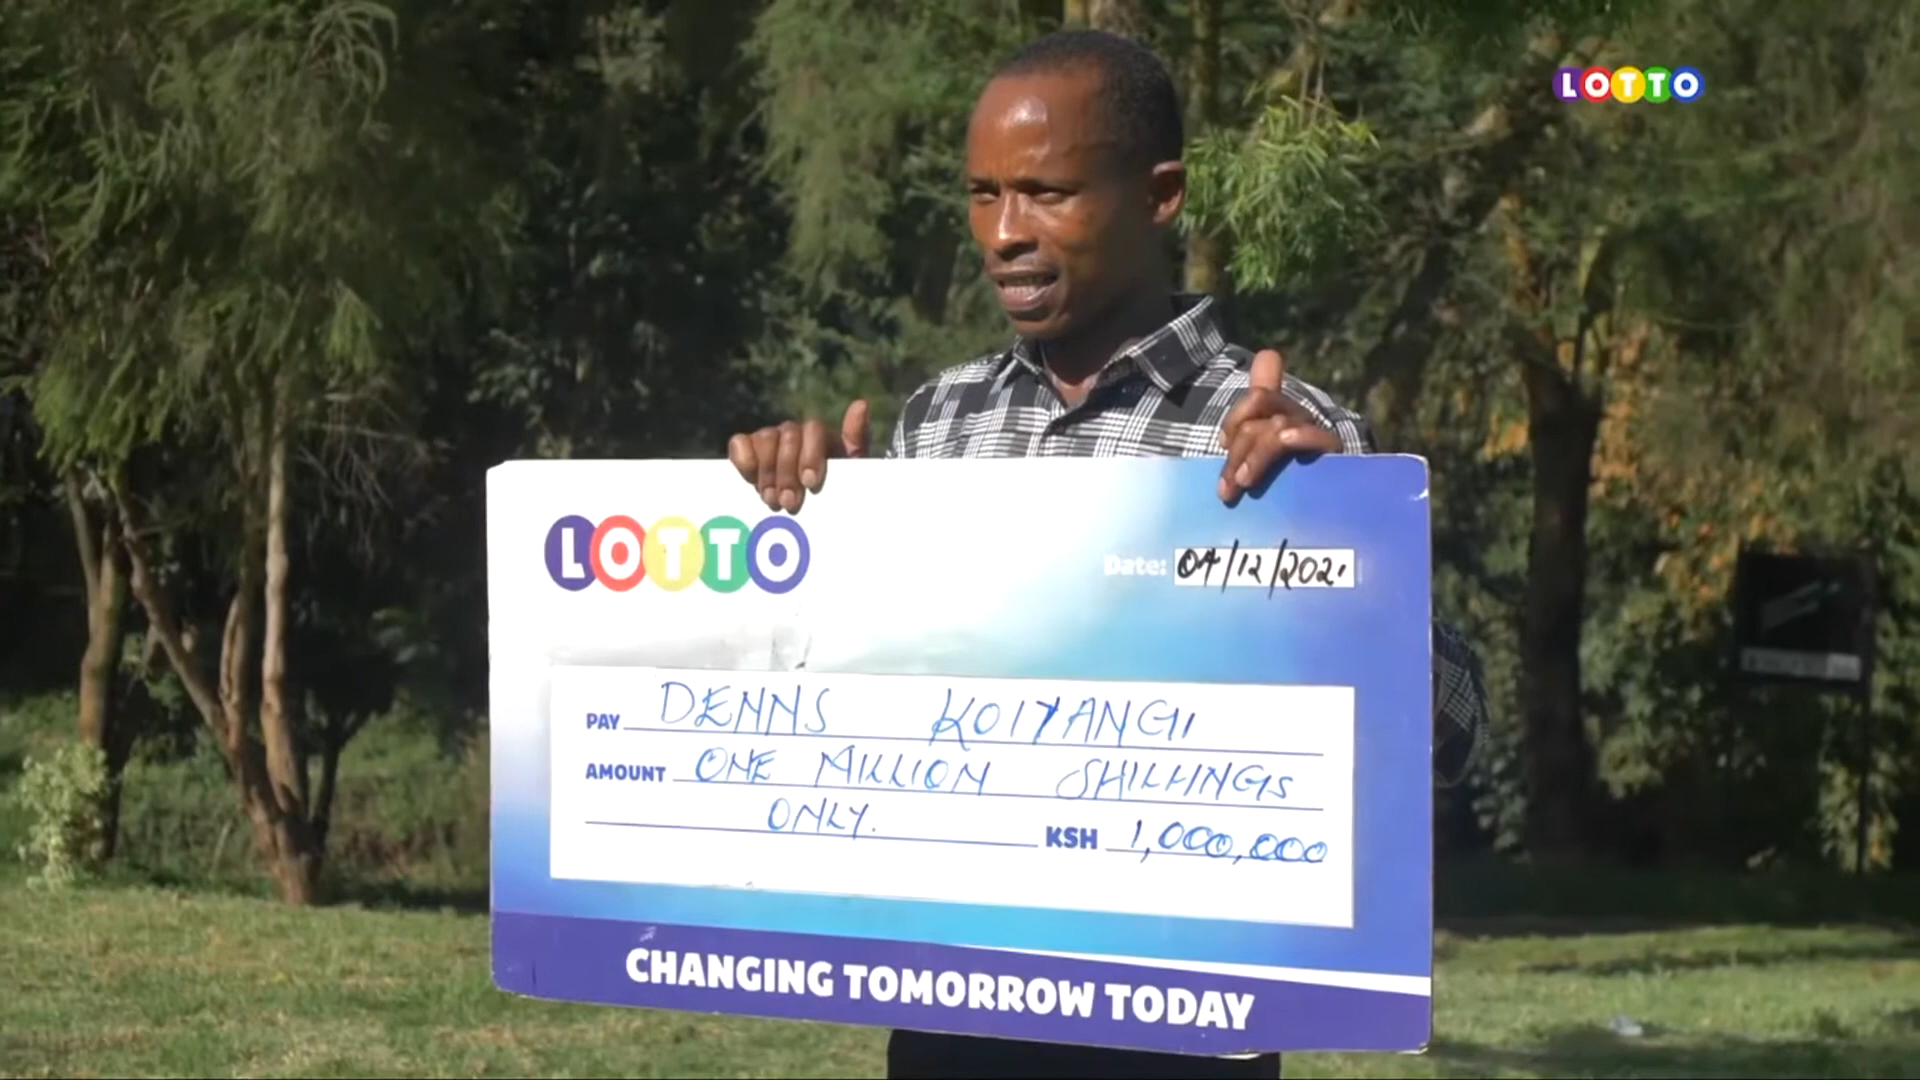 LOTTO
LOTTO
Date: 04/12/2021
PAY DENNS KOIYANGI
AMOUNT ONE MILLION SHILLINGS
ONLY. KSH 1,000,000
CHANGING TOMORROW TODAY